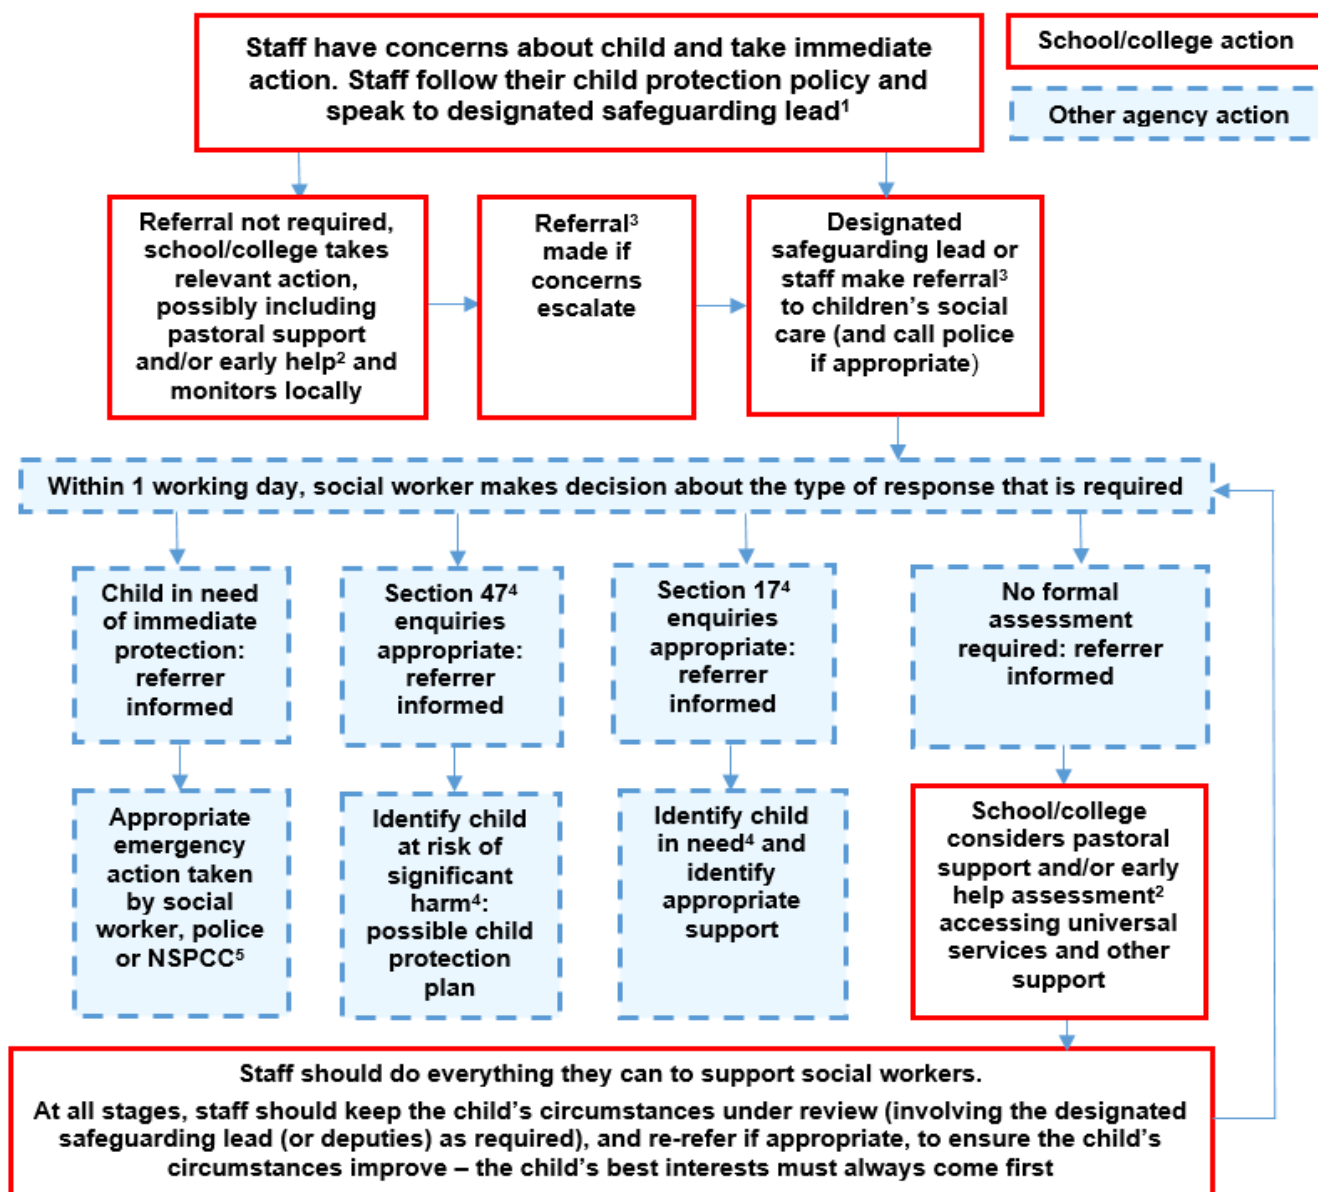 Staff have concerns about child and take immediate
action. Staff follow their child protection policy and
speak to designated safeguarding lead¹
School/college action
Other agency action
Referral not required,
school/college takes
relevant action,
possibly including
pastoral support
and/or early help² and
monitors locally
Referral³
made if
concerns
escalate
Designated
safeguarding lead or
staff make referral³
to children’s social
care (and call police
if appropriate)
Within 1 working day, social worker makes decision about the type of response that is required
Child in need
of immediate
protection:
referrer
informed
Section 47⁴
enquiries
appropriate:
referrer
informed
Section 17⁴
enquiries
appropriate:
referrer
informed
No formal
assessment
required: referrer
informed
Appropriate
emergency
action taken
by social
worker, police
or NSPCC⁵
Identify child
at risk of
significant
harm⁴:
possible child
protection
plan
Identify child
in need⁴ and
identify
appropriate
support
School/college
considers pastoral
support and/or early
help assessment²
accessing universal
services and other
support
Staff should do everything they can to support social workers.
At all stages, staff should keep the child’s circumstances under review (involving the designated
safeguarding lead (or deputies) as required), and re-refer if appropriate, to ensure the child’s
circumstances improve – the child’s best interests must always come first